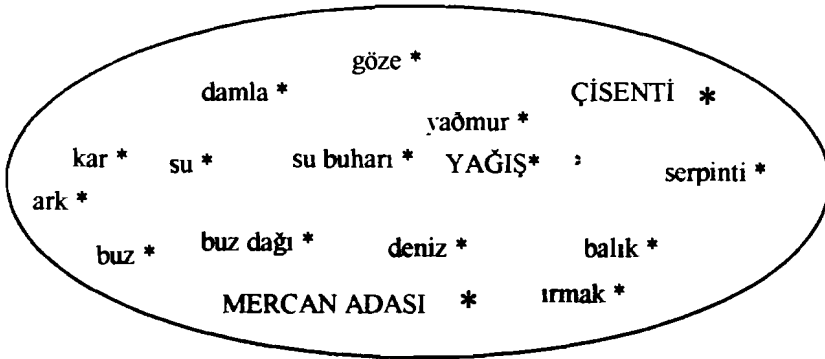 göze *
damla * ÇİSENTİ *
yaðmur *
kar * su * su buharı * YAĞIŞ* serpinti *
ark *
buz * buz dağı * deniz * balık *
MERCAN ADASI * ırmak *